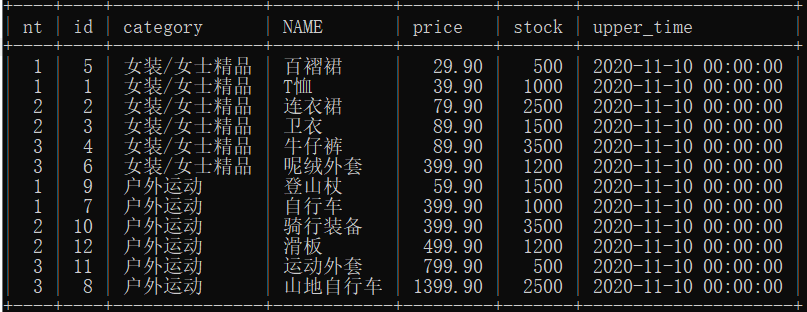 +----+----+---------------------+--------------+---------+-------+---------------------+
| nt | id | category | NAME | price | stock | upper_time |
+----+----+---------------------+--------------+---------+-------+---------------------+
| 1 | 5 | 女装/女士精品 | 百褶裙 | 29.90 | 500 | 2020-11-10 00:00:00 |
| 1 | 1 | 女装/女士精品 | T恤 | 39.90 | 1000 | 2020-11-10 00:00:00 |
| 2 | 2 | 女装/女士精品 | 连衣裙 | 79.90 | 2500 | 2020-11-10 00:00:00 |
| 2 | 3 | 女装/女士精品 | 卫衣 | 89.90 | 1500 | 2020-11-10 00:00:00 |
| 3 | 4 | 女装/女士精品 | 牛仔裤 | 89.90 | 3500 | 2020-11-10 00:00:00 |
| 3 | 6 | 女装/女士精品 | 呢绒外套 | 399.90 | 1200 | 2020-11-10 00:00:00 |
| 1 | 9 | 户外运动 | 登山杖 | 59.90 | 1500 | 2020-11-10 00:00:00 |
| 1 | 7 | 户外运动 | 自行车 | 399.90 | 1000 | 2020-11-10 00:00:00 |
| 2 | 10 | 户外运动 | 骑行装备 | 399.90 | 3500 | 2020-11-10 00:00:00 |
| 2 | 12 | 户外运动 | 滑板 | 499.90 | 1200 | 2020-11-10 00:00:00 |
| 3 | 11 | 户外运动 | 运动外套 | 799.90 | 500 | 2020-11-10 00:00:00 |
| 3 | 8 | 户外运动 | 山地自行车 | 1399.90 | 2500 | 2020-11-10 00:00:00 |
+----+----+---------------------+--------------+---------+-------+---------------------+